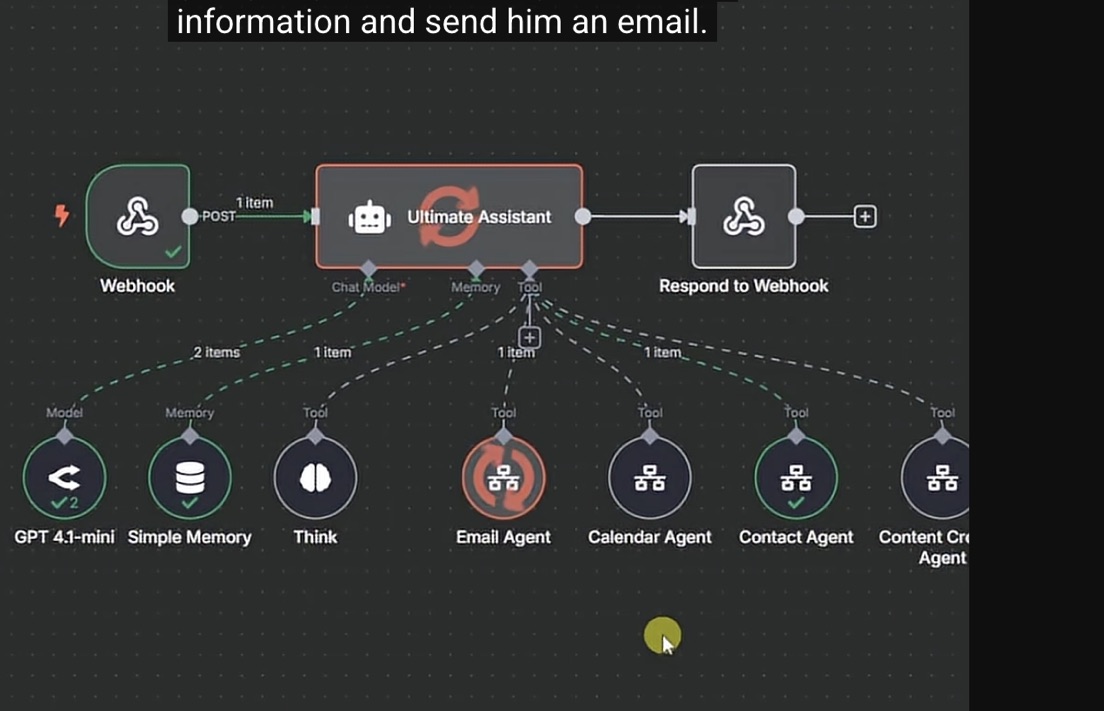 information and send him an email.
1 item
POST
Ultimate Assistant
Webhook
Chat Model*
Memory
Tool
Respond to Webhook
2 items
1 item
1 item
1 item
Model
Memory
Tool
Tool
Tool
Tool
Tool
2
GPT 4.1-mini
Simple Memory
Think
Email Agent
Calendar Agent
Contact Agent
Content Cre
Agent